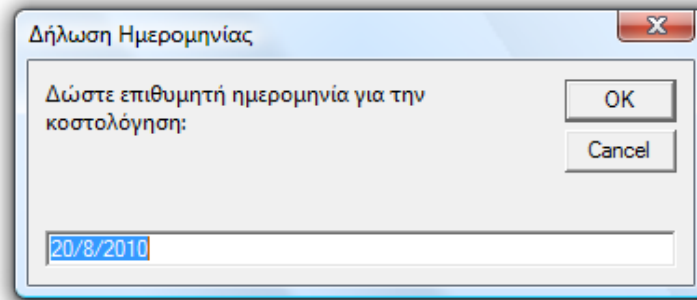 Δήλωση Ημερομηνίας
Δώστε επιθυμητή ημερομηνία για την
κοστολόγηση:
OK
Cancel
20/8/2010